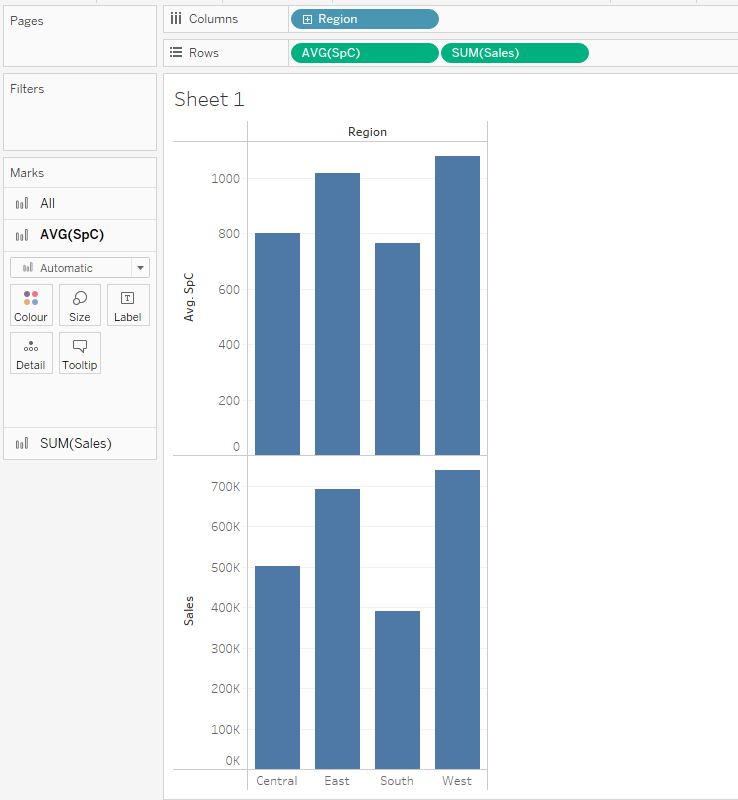 Pages
Columns
Region
Rows
AVG(SpC)
SUM(Sales)
Filters
Marks
All
AVG(SpC)
Automatic
Colour
Size
Label
Detail
Tooltip
SUM(Sales)
Sheet 1
Region
1000
800
600
400
200
0
Avg. SpC
700K
600K
500K
400K
300K
200K
100K
0K
Sales
Central
East
South
West